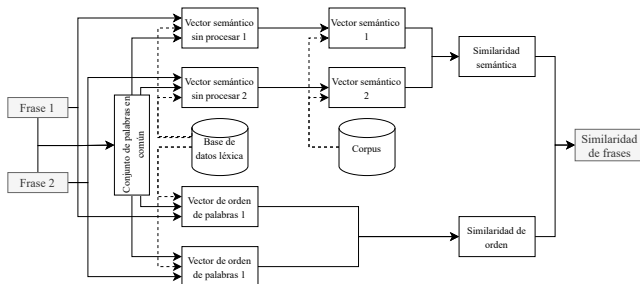 Vector semántico
sin procesar 1
Vector semántico
1
Similaridad
semántica
Vector semántico
sin procesar 2
Vector semántico
2
Frase 1
Frase 2
Conjunto de palabras en
común
Base de
datos léxica
Corpus
Similaridad
de frases
Vector de orden
de palabras 1
Similaridad de
orden
Vector de orden
de palabras 1